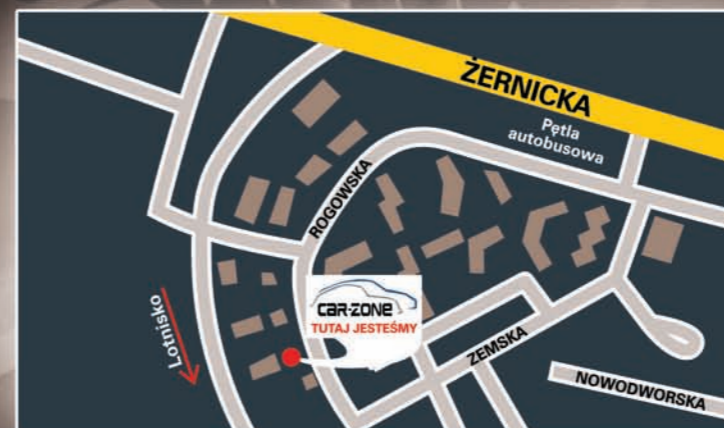 ŻERNICKA
Pętla
autobusowa
ROGOWSKA
Lotnisko
CAR-ZONE
TUTAJ JESTEŚMY
ZEMSKA
NOWODWORSKA